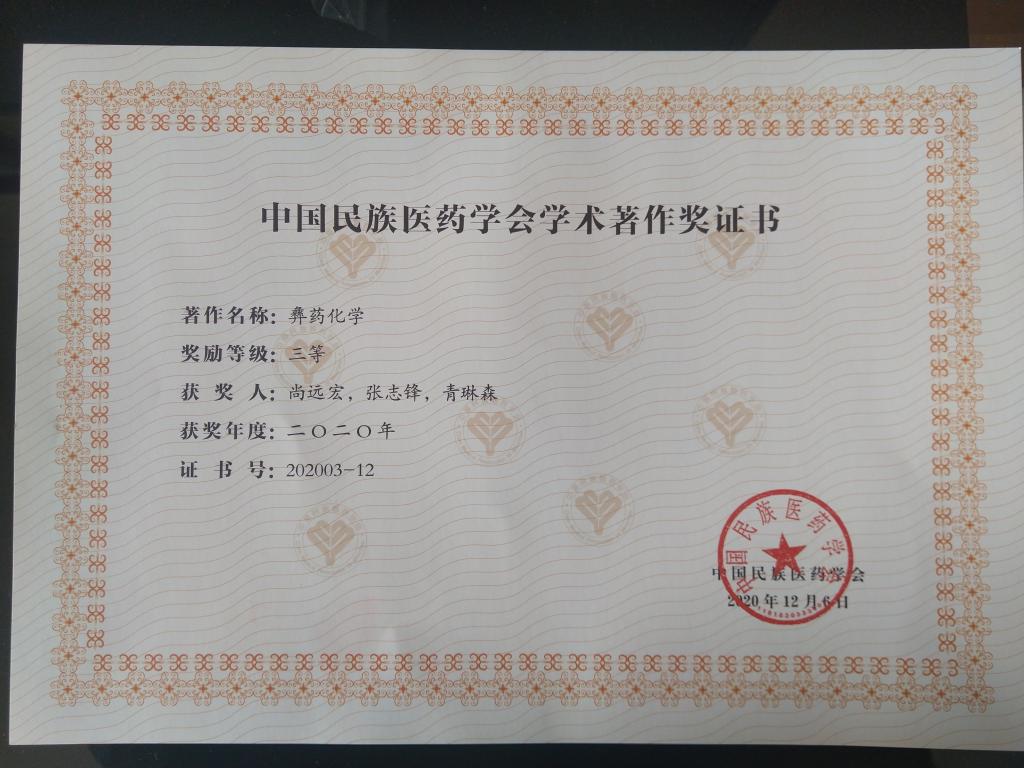 中国民族医药学会学术著作奖证书
著作名称：彝药化学
奖励等级：三等
获奖人：尚远宏，张志锋，青琳森
获奖年度：二〇二〇年
证书号：202003-12
中国民族医药学会
中国民族医药学会
2020年12月6日